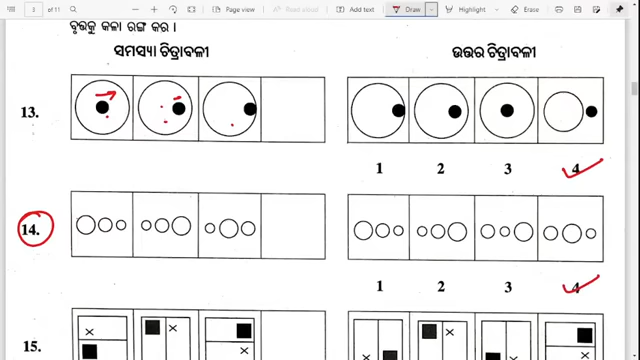 3 of 11
Page view
Read aloud
Add text
Draw
Highlight
Erase
ବୃତ୍ତକୁ କଳା ରଙ୍ଗ କର ।
ସମସ୍ୟା ଚିତ୍ରାବଳୀ ଉତ୍ତର ଚିତ୍ରାବଳୀ
13.
1 2 3 4
14.
1 2 3 4
15.